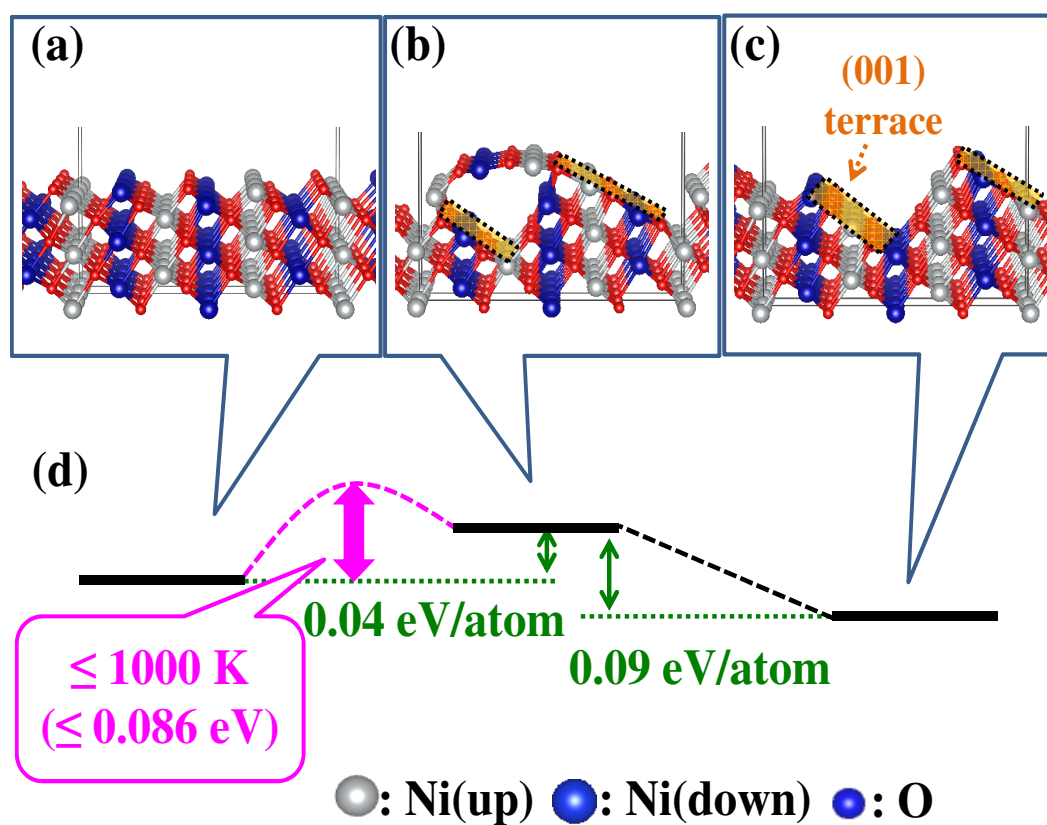 (a)
(b)
(c)
(001)
terrace
(d)
0.04 eV/atom
0.09 eV/atom
≤ 1000 K
(≤ 0.086 eV)
: Ni(up) : Ni(down) : O